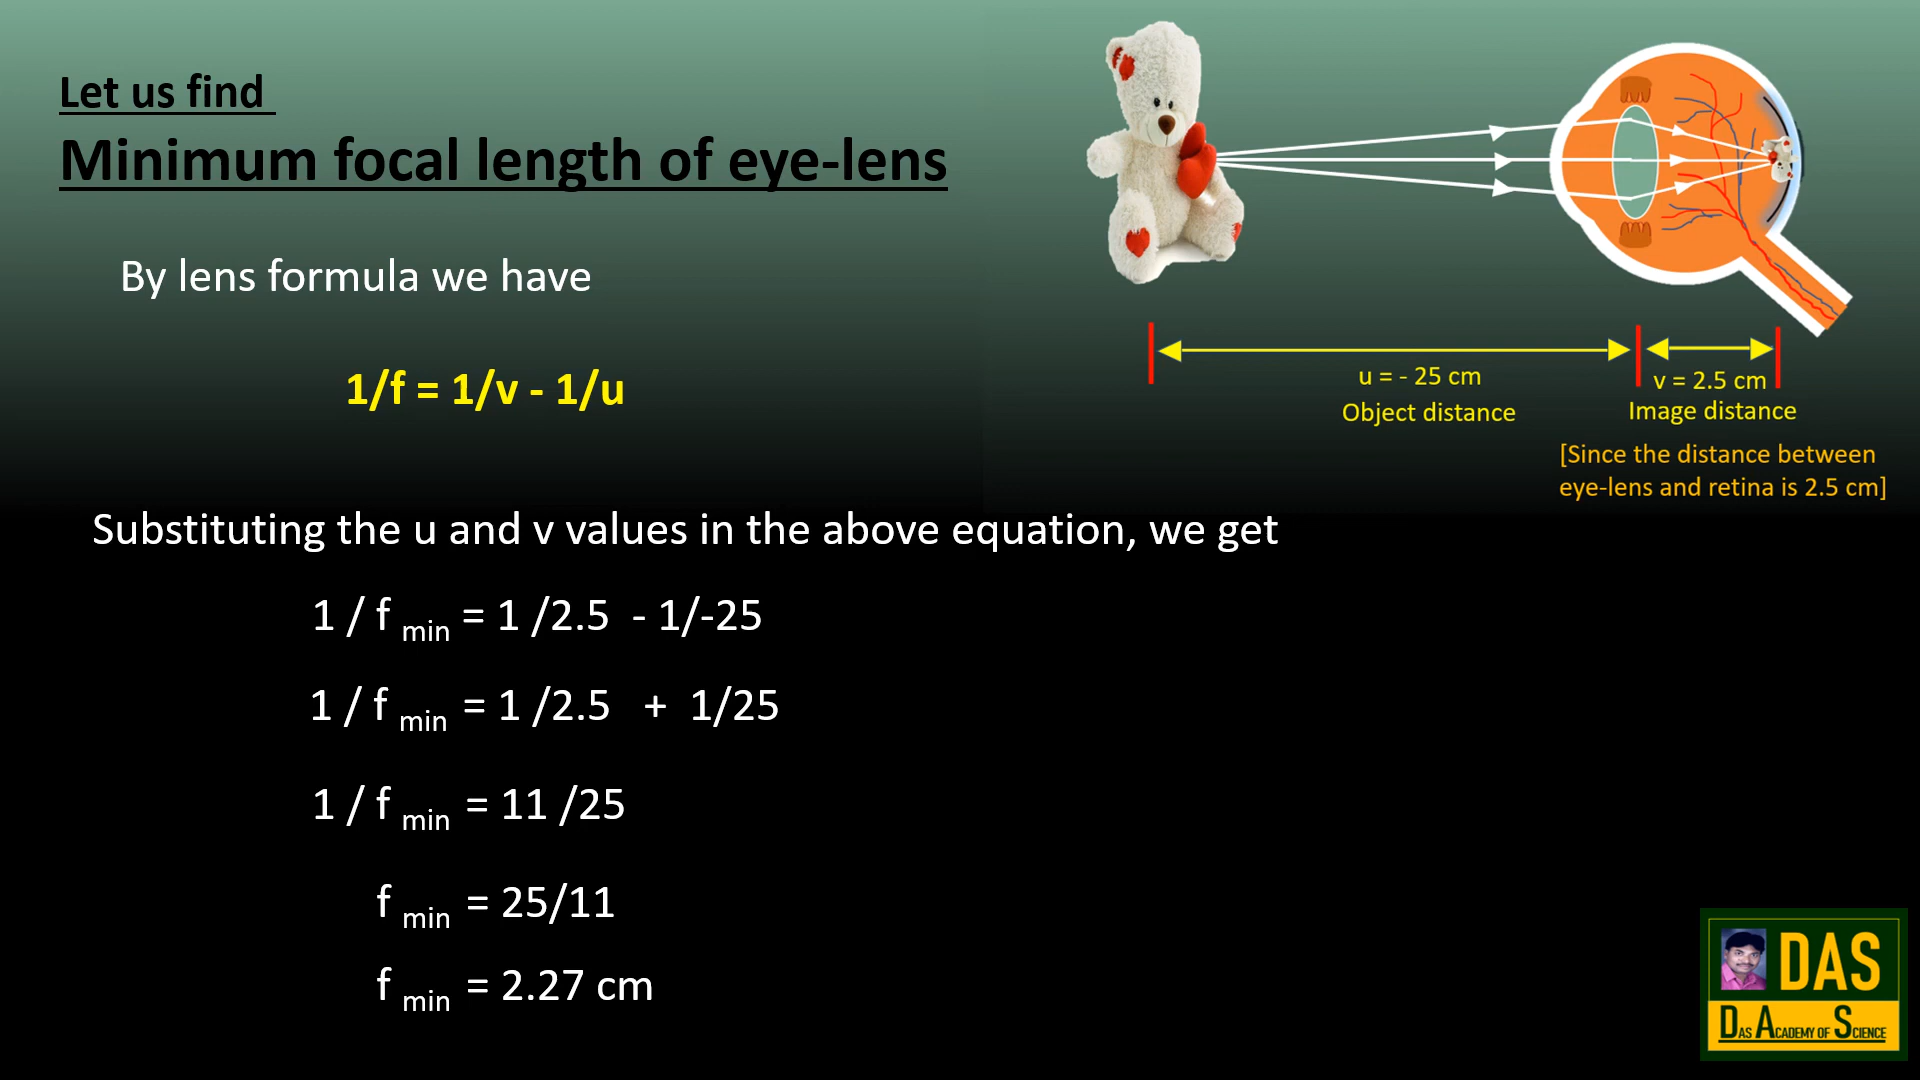 Let us find
Minimum focal length of eye-lens
By lens formula we have
1/f = 1/v - 1/u
u = - 25 cm
Object distance
v = 2.5 cm
Image distance
[Since the distance between
eye-lens and retina is 2.5 cm]
Substituting the u and v values in the above equation, we get
1 / f min = 1 /2.5 - 1/-25
1 / f min = 1 /2.5 + 1/25
1 / f min = 11 /25
f min = 25/11
f min = 2.27 cm
DAS
DAS ACADEMY OF SCIENCE